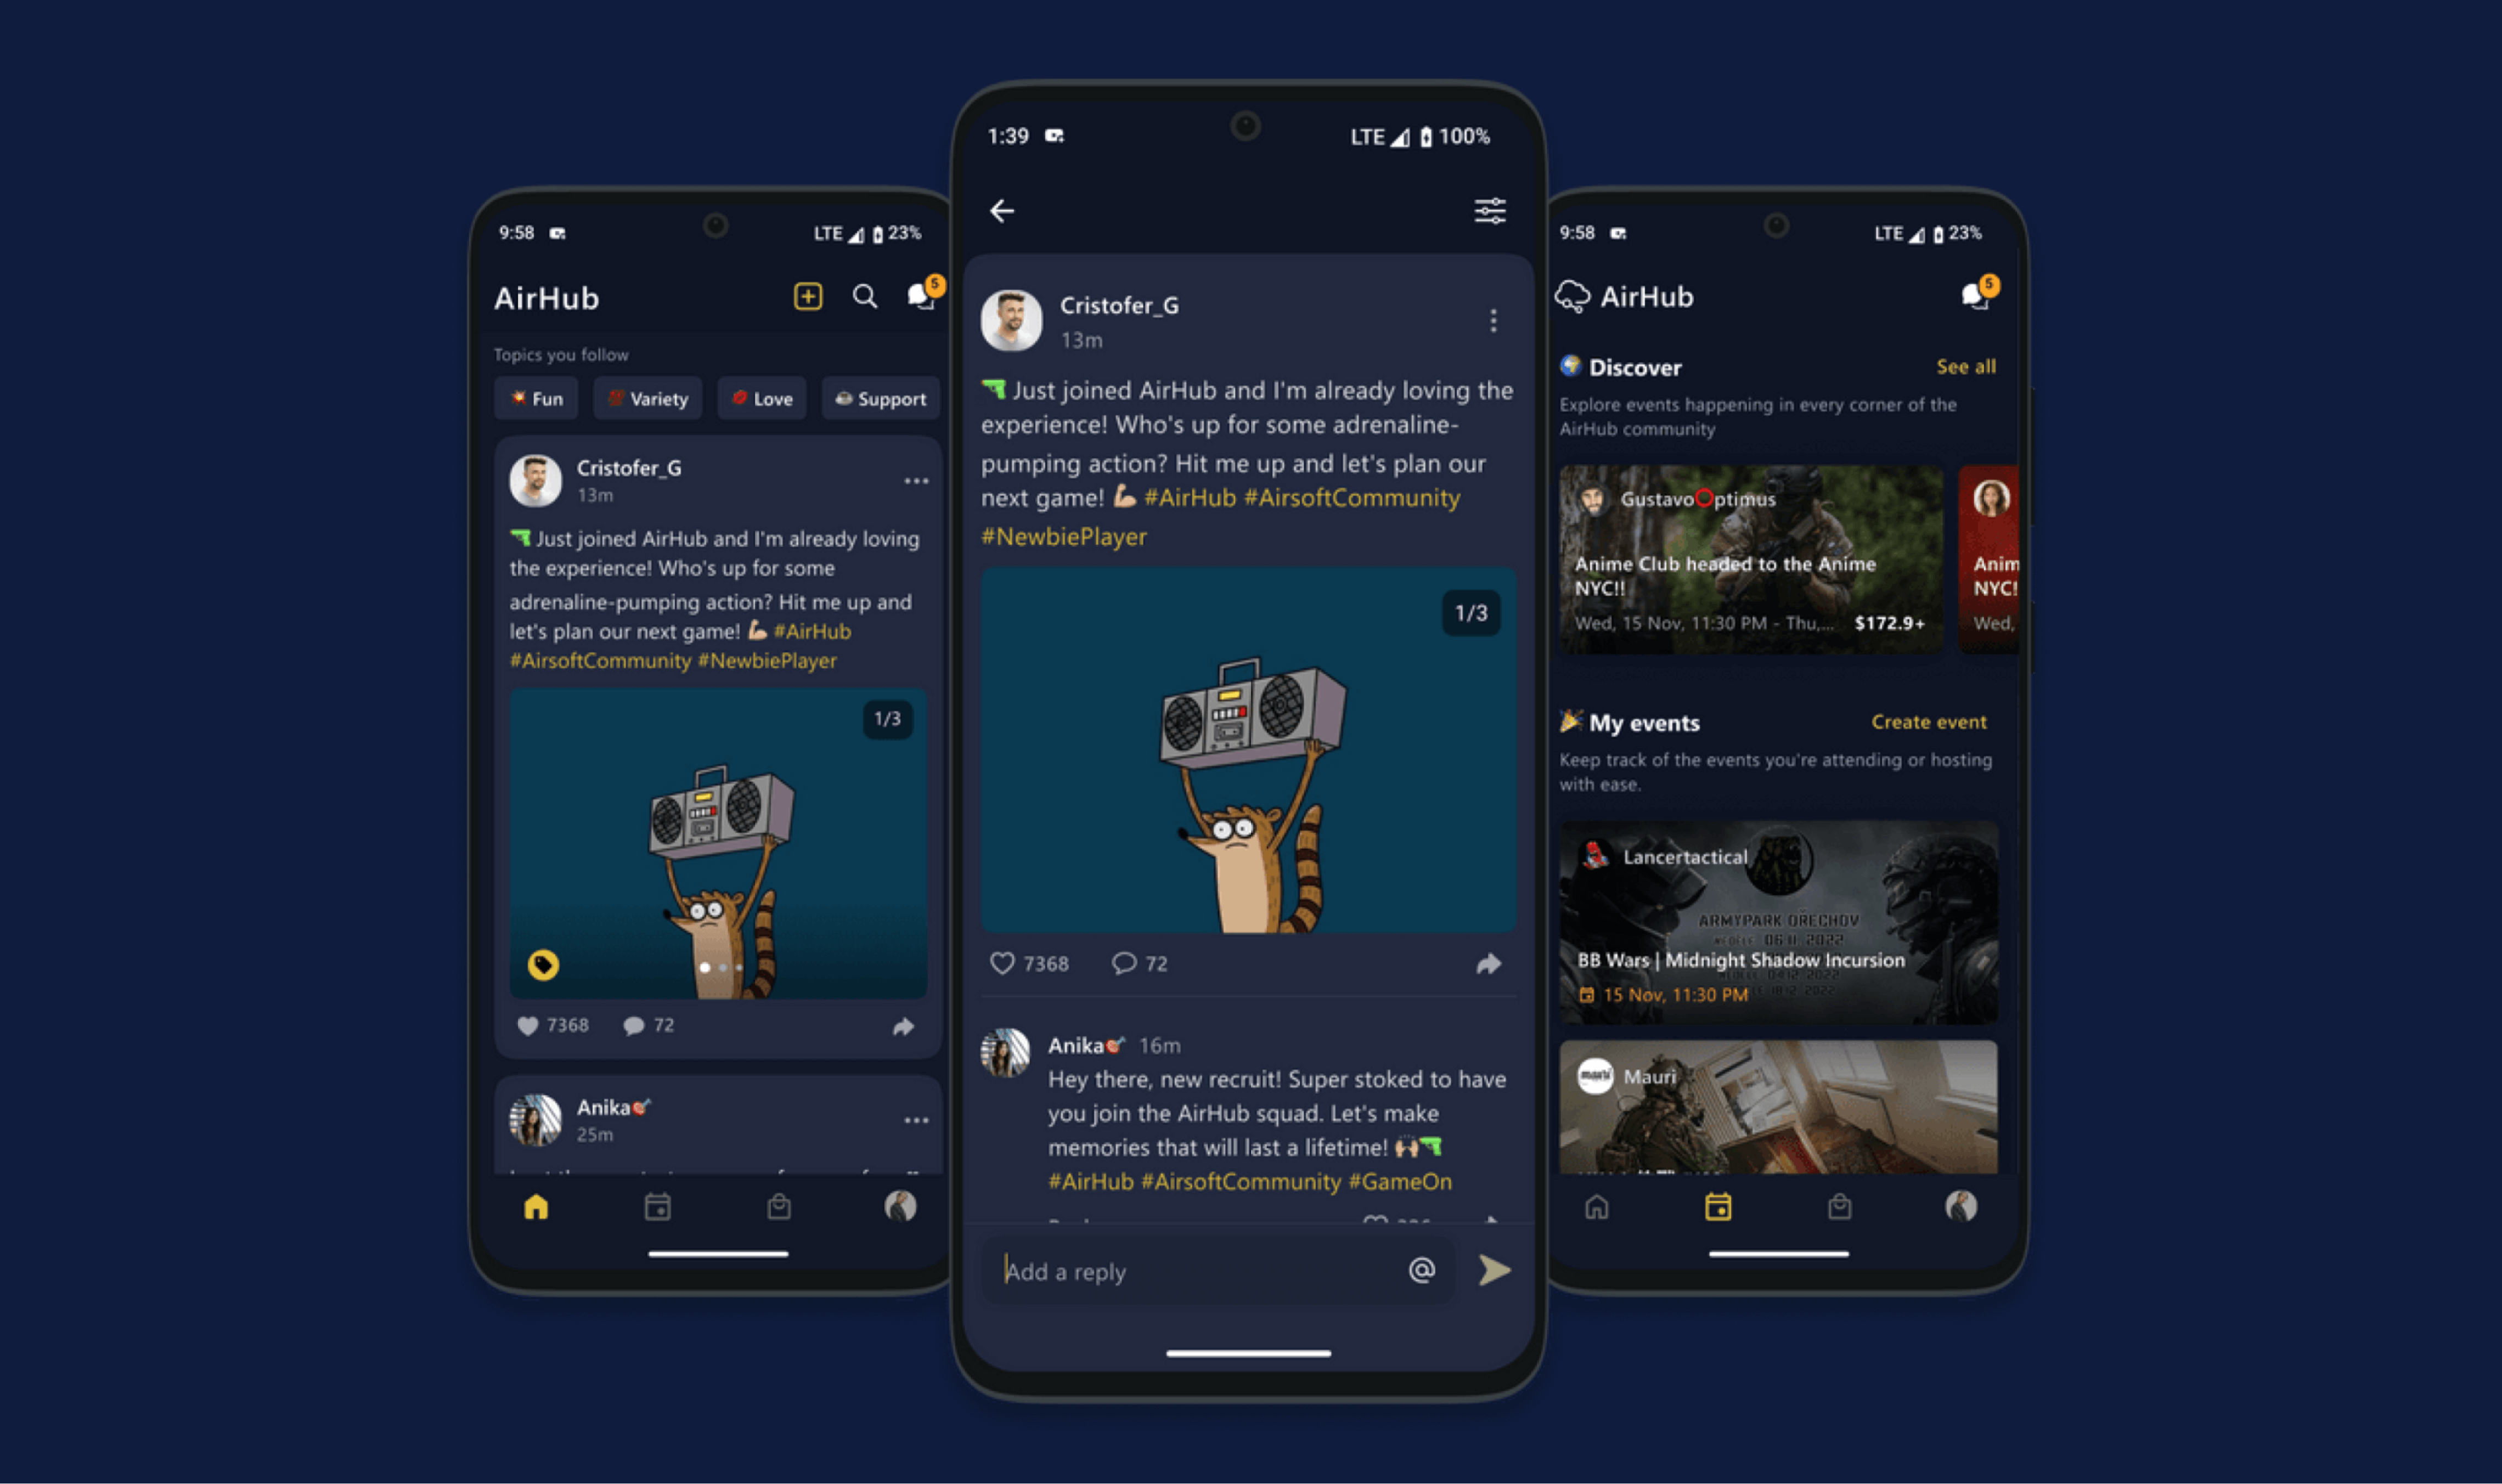 9:58 LTE 23%
AirHub 5
Topics you follow
Fun Variety Love Support
Cristofer_G
13m
Just joined AirHub and I'm already loving
the experience! Who's up for some
adrenaline-pumping action? Hit me up and
let's plan our next game! 💪 #AirHub
#AirsoftCommunity #NewbiePlayer
1/3
7368 72
Anika
25m
1:39 LTE 100%
Cristofer_G
13m
Just joined AirHub and I'm already loving the
experience! Who's up for some adrenaline-
pumping action? Hit me up and let's plan our
next game! 💪 #AirHub #AirsoftCommunity
#NewbiePlayer
1/3
7368 72
Anika 16m
Hey there, new recruit! Super stoked to have
you join the AirHub squad. Let's make
memories that will last a lifetime!
#AirHub #AirsoftCommunity #GameOn
Add a reply @
9:58 LTE 23%
AirHub 5
Discover See all
Explore events happening in every corner of the
AirHub community
Gustavo⭕ptimus
Anime Club headed to the Anime
NYC!!
Wed, 15 Nov, 11:30 PM - Thu,... $172.9+
Anim
NYC!
Wed,
My events Create event
Keep track of the events you're attending or hosting
with ease.
Lancertactical
ARMYPARK OŘECHOV
06.11. 2022
BB Wars | Midnight Shadow Incursion
15 Nov, 11:30 PM
Mauri